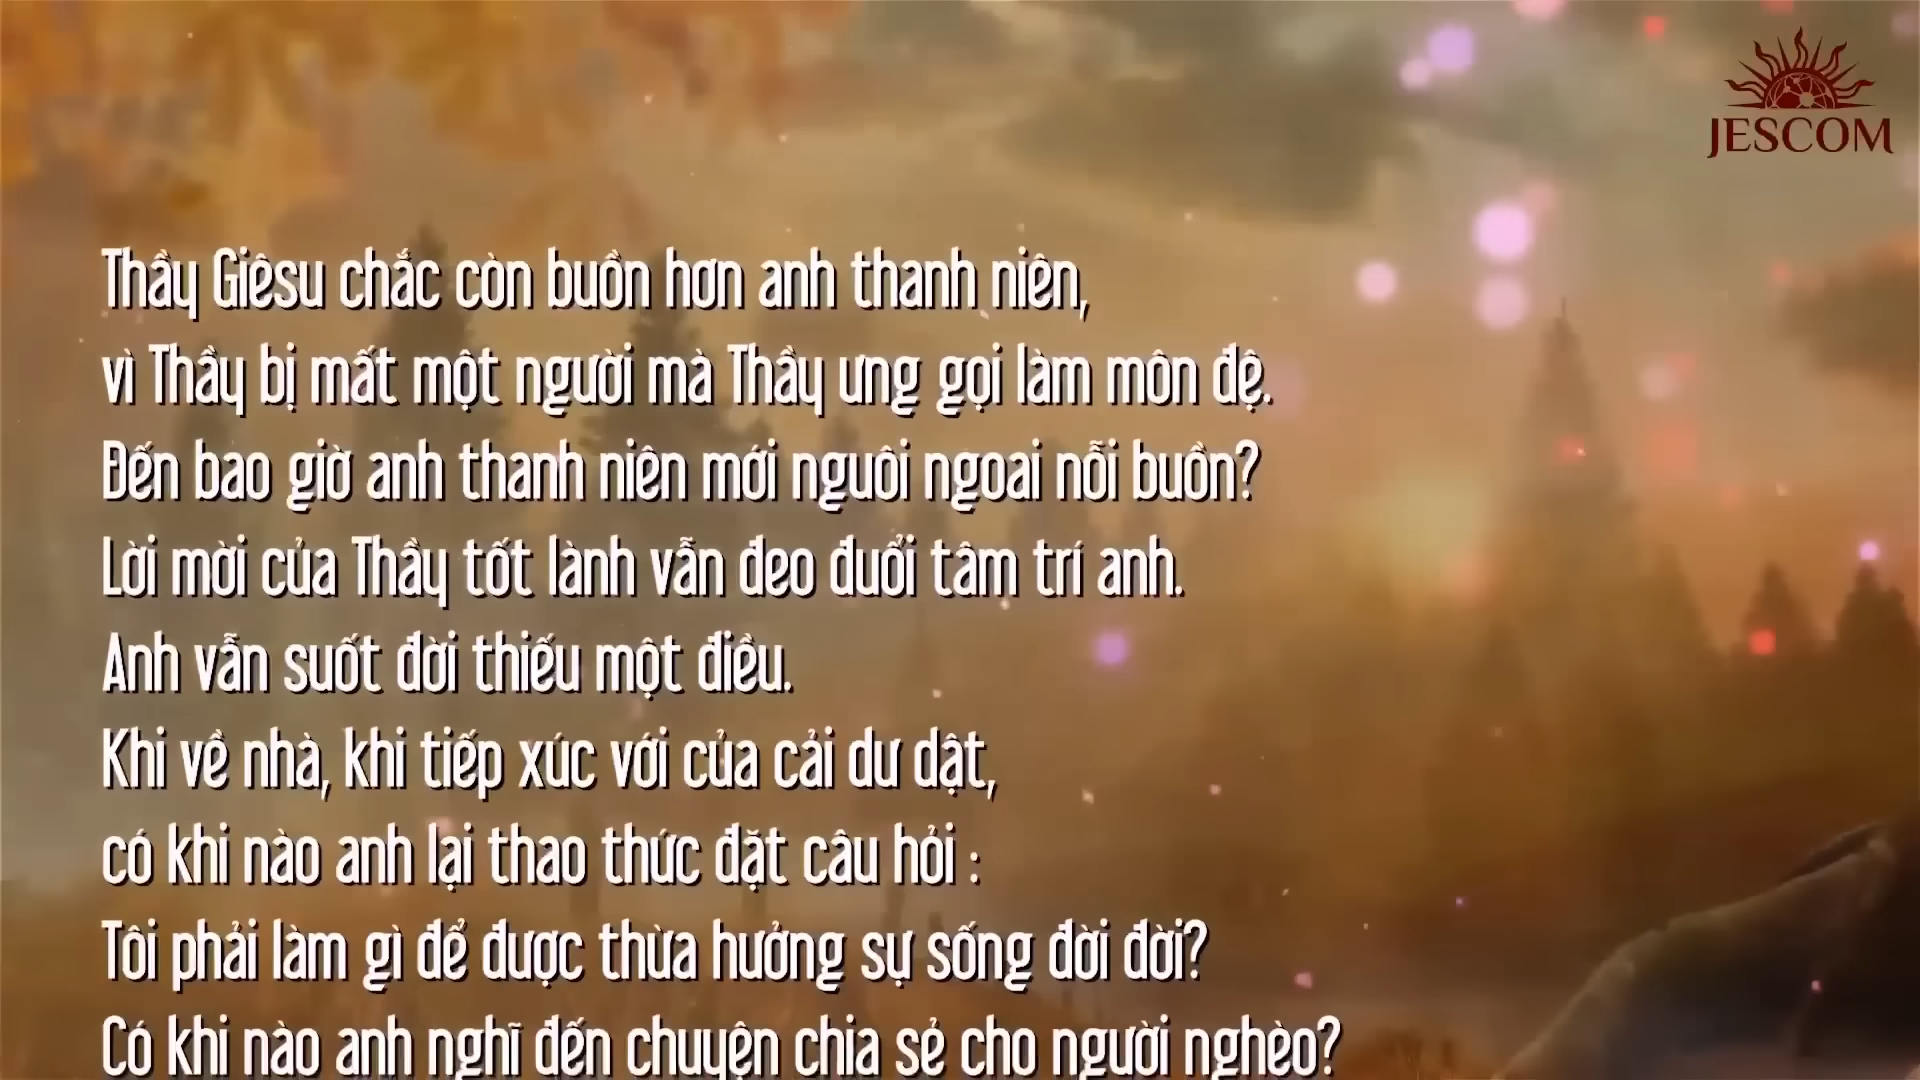 JESCOM
Thầy Giêsu chắc còn buồn hơn anh thanh niên,
vì Thầy bị mất một người mà Thầy ưng gọi làm môn đệ.
Đến bao giờ anh thanh niên mới nguôi ngoai nỗi buồn?
Lời mời của Thầy tốt lành vẫn đeo đuổi tâm trí anh.
Anh vẫn suốt đời thiếu một điều.
Khi về nhà, khi tiếp xúc với của cải dư dật,
có khi nào anh lại thao thức đặt câu hỏi :
Tôi phải làm gì để được thừa hưởng sự sống đời đời?
Có khi nào anh nghĩ đến chuyện chia sẻ cho người nghèo?